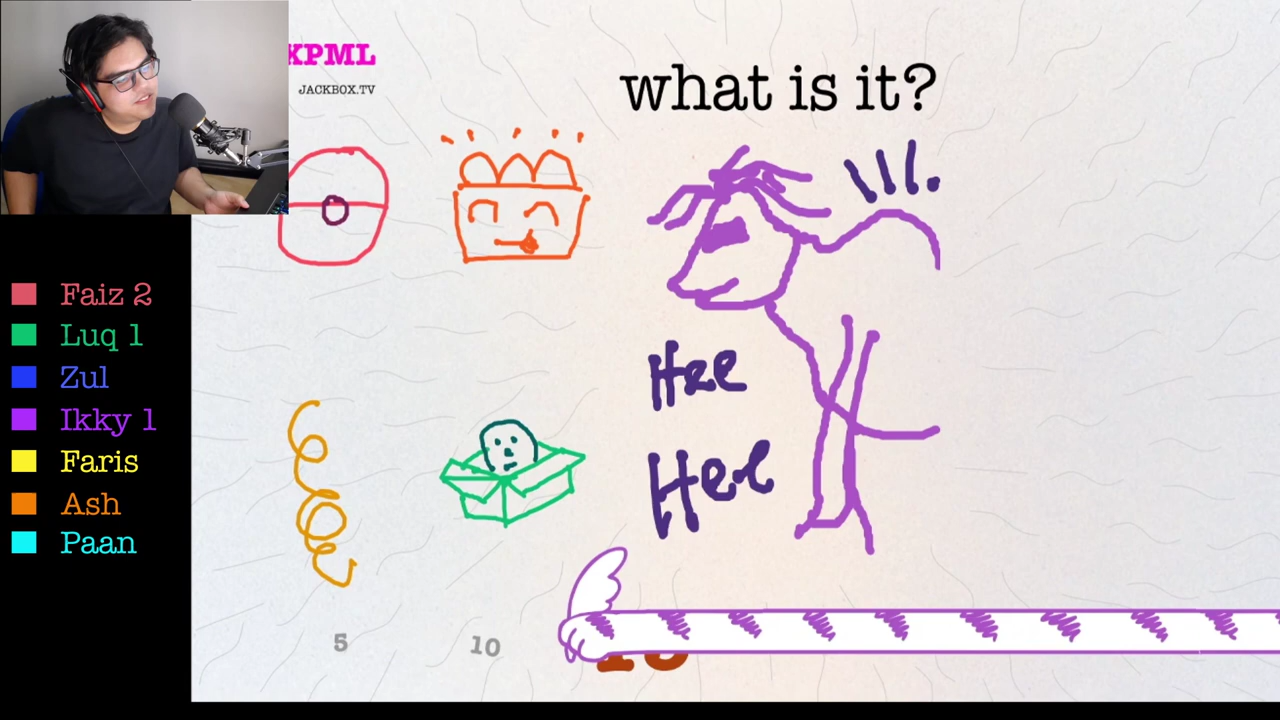 KPML
JACKBOX.TV
what is it?
Hee
Hee
Faiz 2
Luq 1
Zul
Ikky 1
Faris
Ash
Paan
5
10